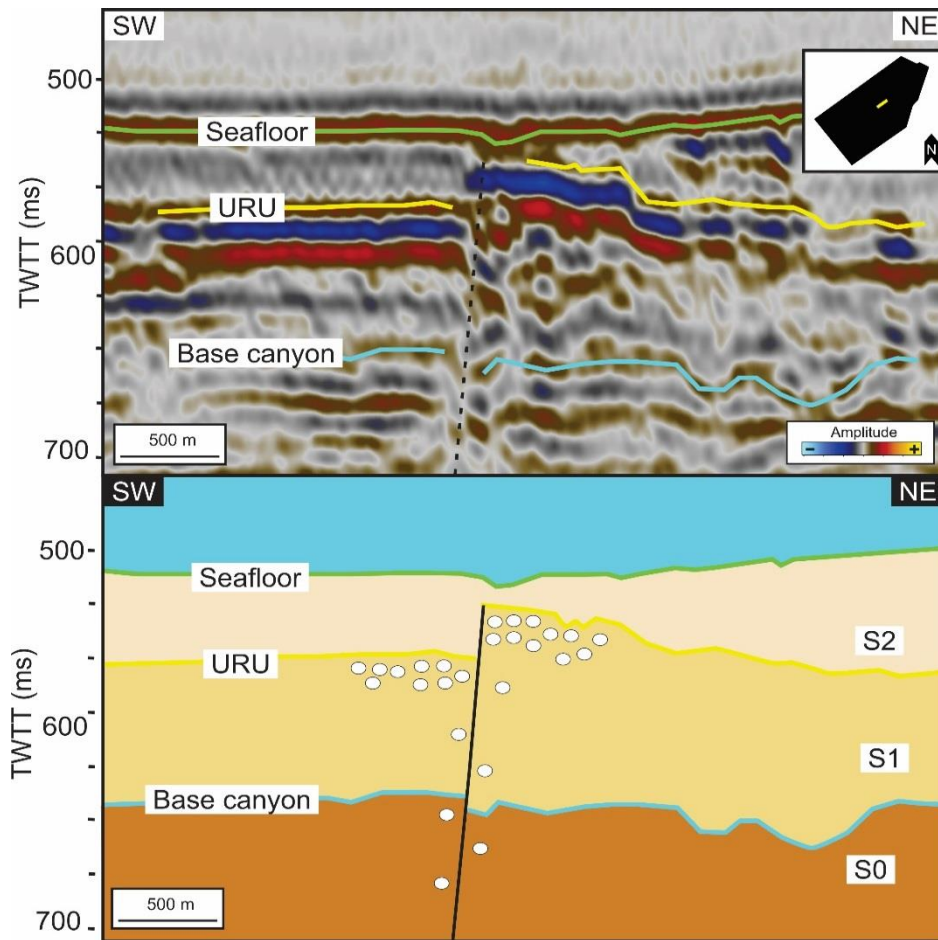 SW
NE
500
Seafloor
N
TWTT (ms)
URU
600
Base canyon
500 m
Amplitude
- +
700
SW
NE
500
Seafloor
S2
URU
TWTT (ms)
600
S1
Base canyon
S0
500 m
700